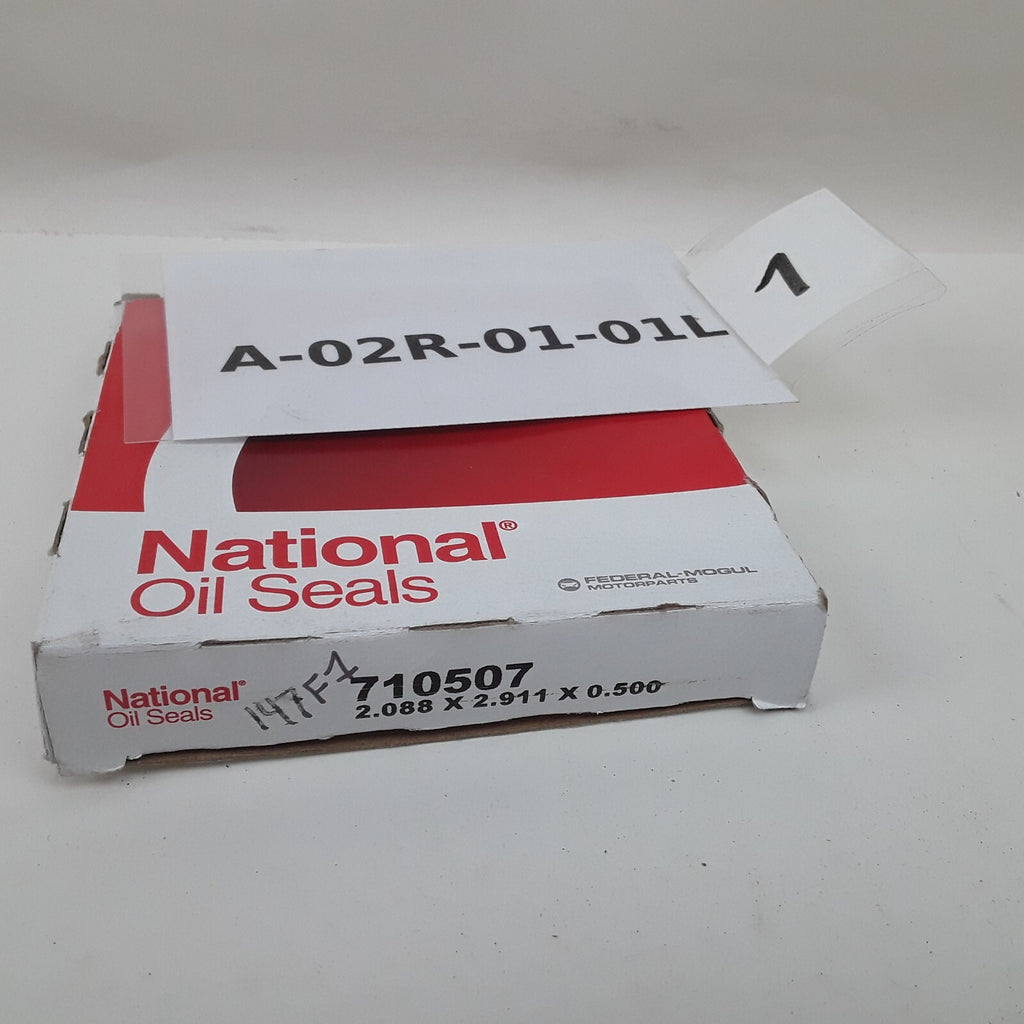 1
A-02R-01-01L
National®
Oil Seals
FEDERAL-MOGUL
MOTORPARTS
National®
Oil Seals
147F1
710507
2.088 X 2.911 X 0.500